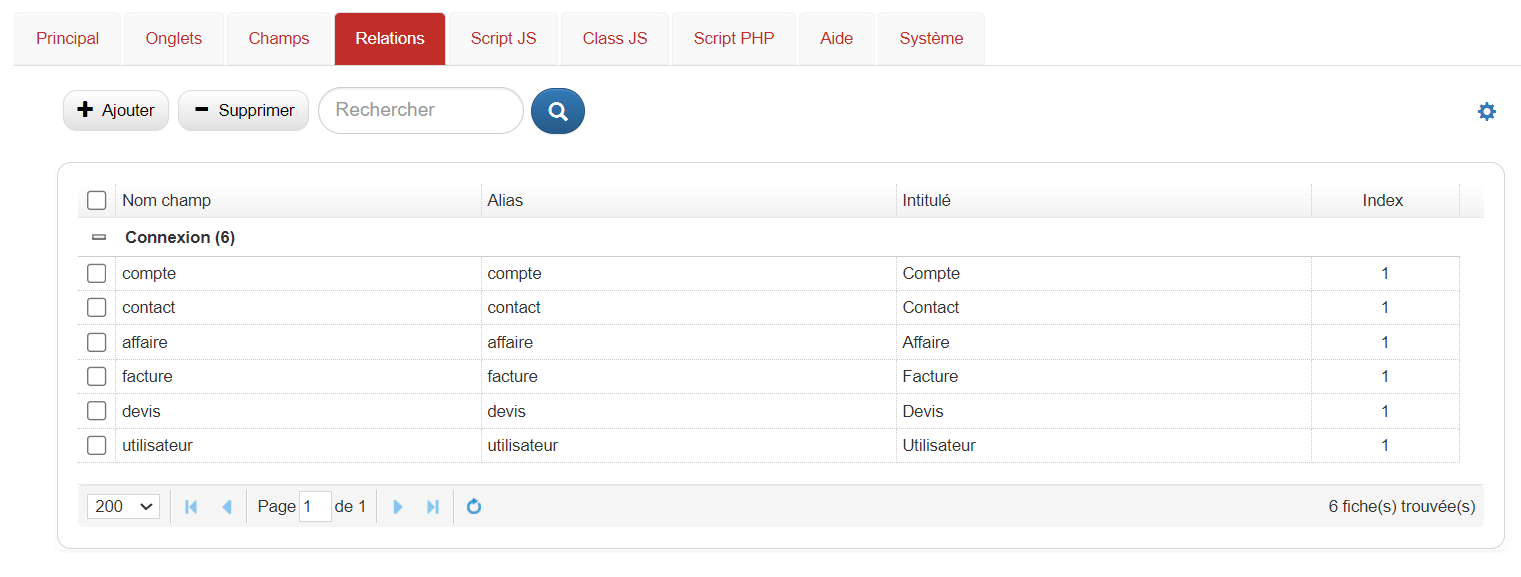 Principal Onglets Champs Relations Script JS Class JS Script PHP Aide Système
Ajouter Supprimer Rechercher
Nom champ Alias Intitulé Index
Connexion (6)
compte compte Compte 1
contact contact Contact 1
affaire affaire Affaire 1
facture facture Facture 1
devis devis Devis 1
utilisateur utilisateur Utilisateur 1
200 Page 1 de 1 6 fiche(s) trouvée(s)